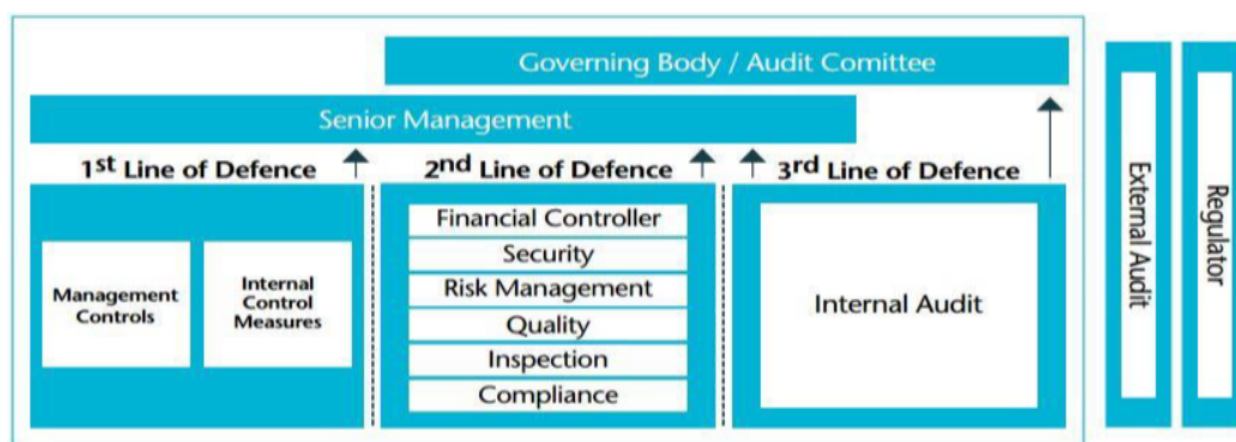 Governing Body / Audit Comittee
Senior Management
1st Line of Defence
2nd Line of Defence
3rd Line of Defence
Management
Controls
Internal
Control
Measures
Financial Controller
Security
Risk Management
Quality
Inspection
Compliance
Internal Audit
External Audit
Regulator